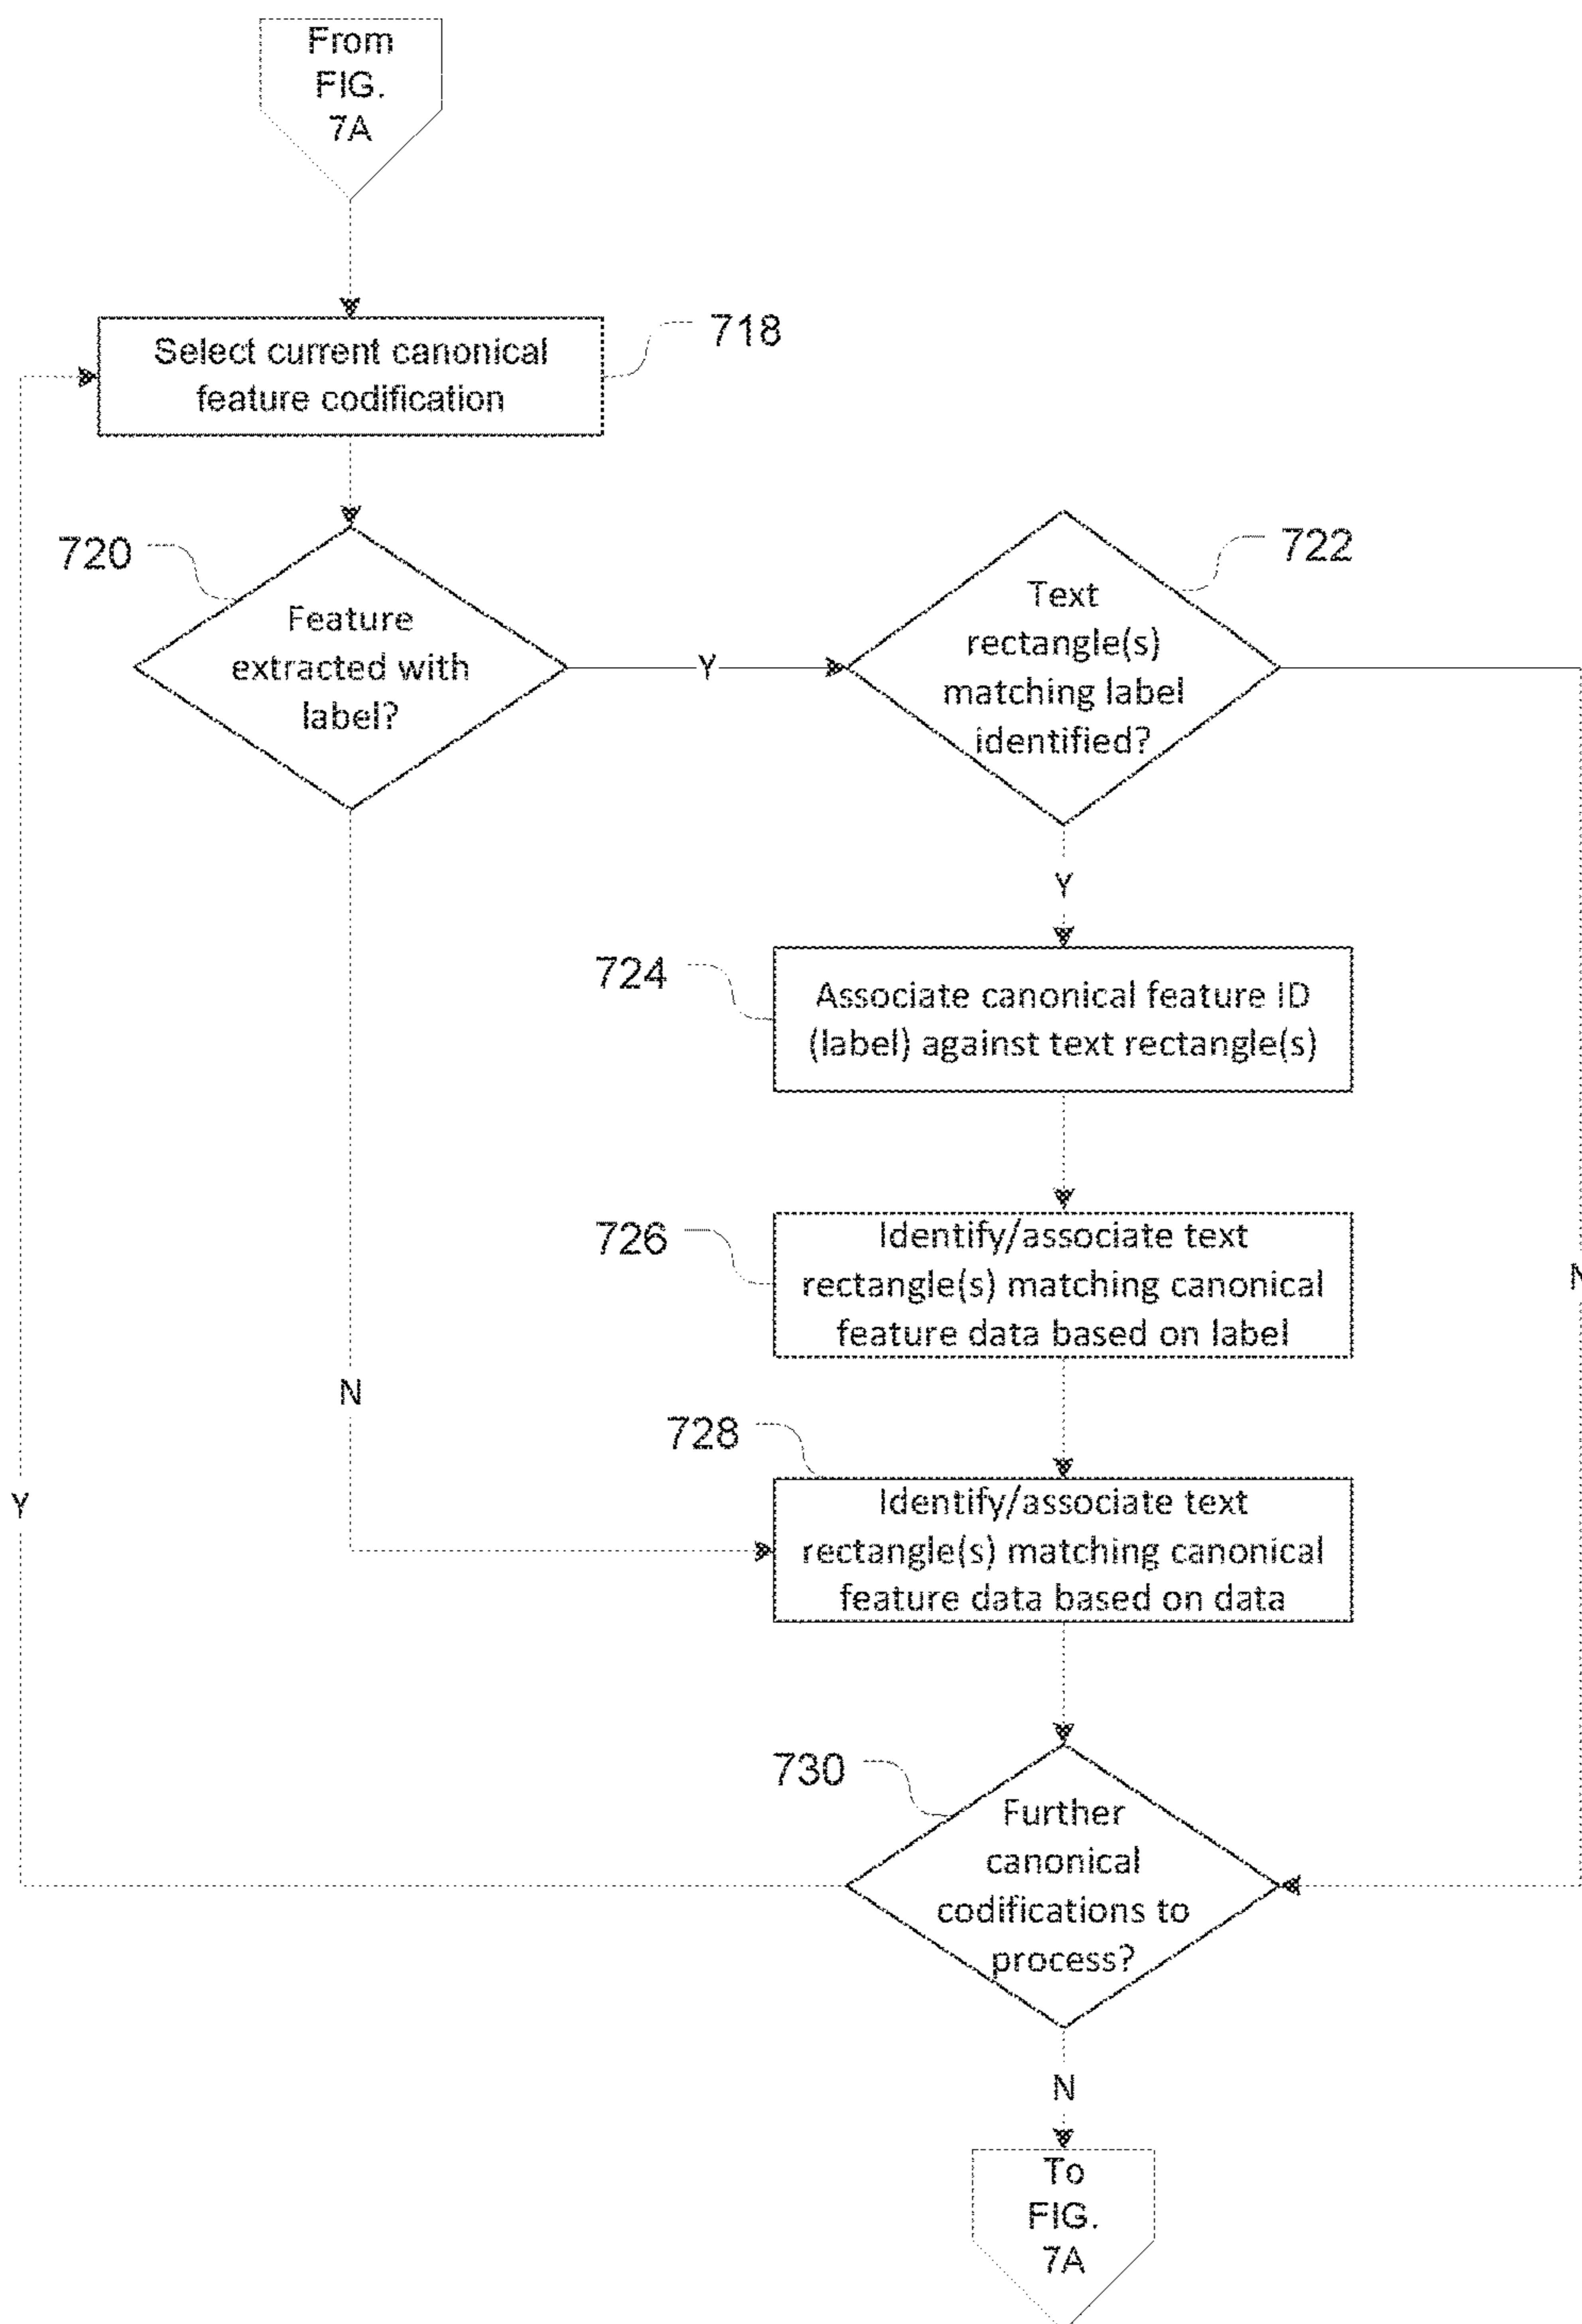 From
FIG.
7A
718
Select current canonical
feature codification
720
Feature
extracted with
label?
Y
722
Text
rectangle(s)
matching label
identified?
Y
724
Associate canonical feature ID
(label) against text rectangle(s)
726
Identify/associate text
rectangle(s) matching canonical
feature data based on label
N
N
728
Identify/associate text
rectangle(s) matching canonical
feature data based on data
Y
730
Further
canonical
codifications to
process?
N
To
FIG.
7A